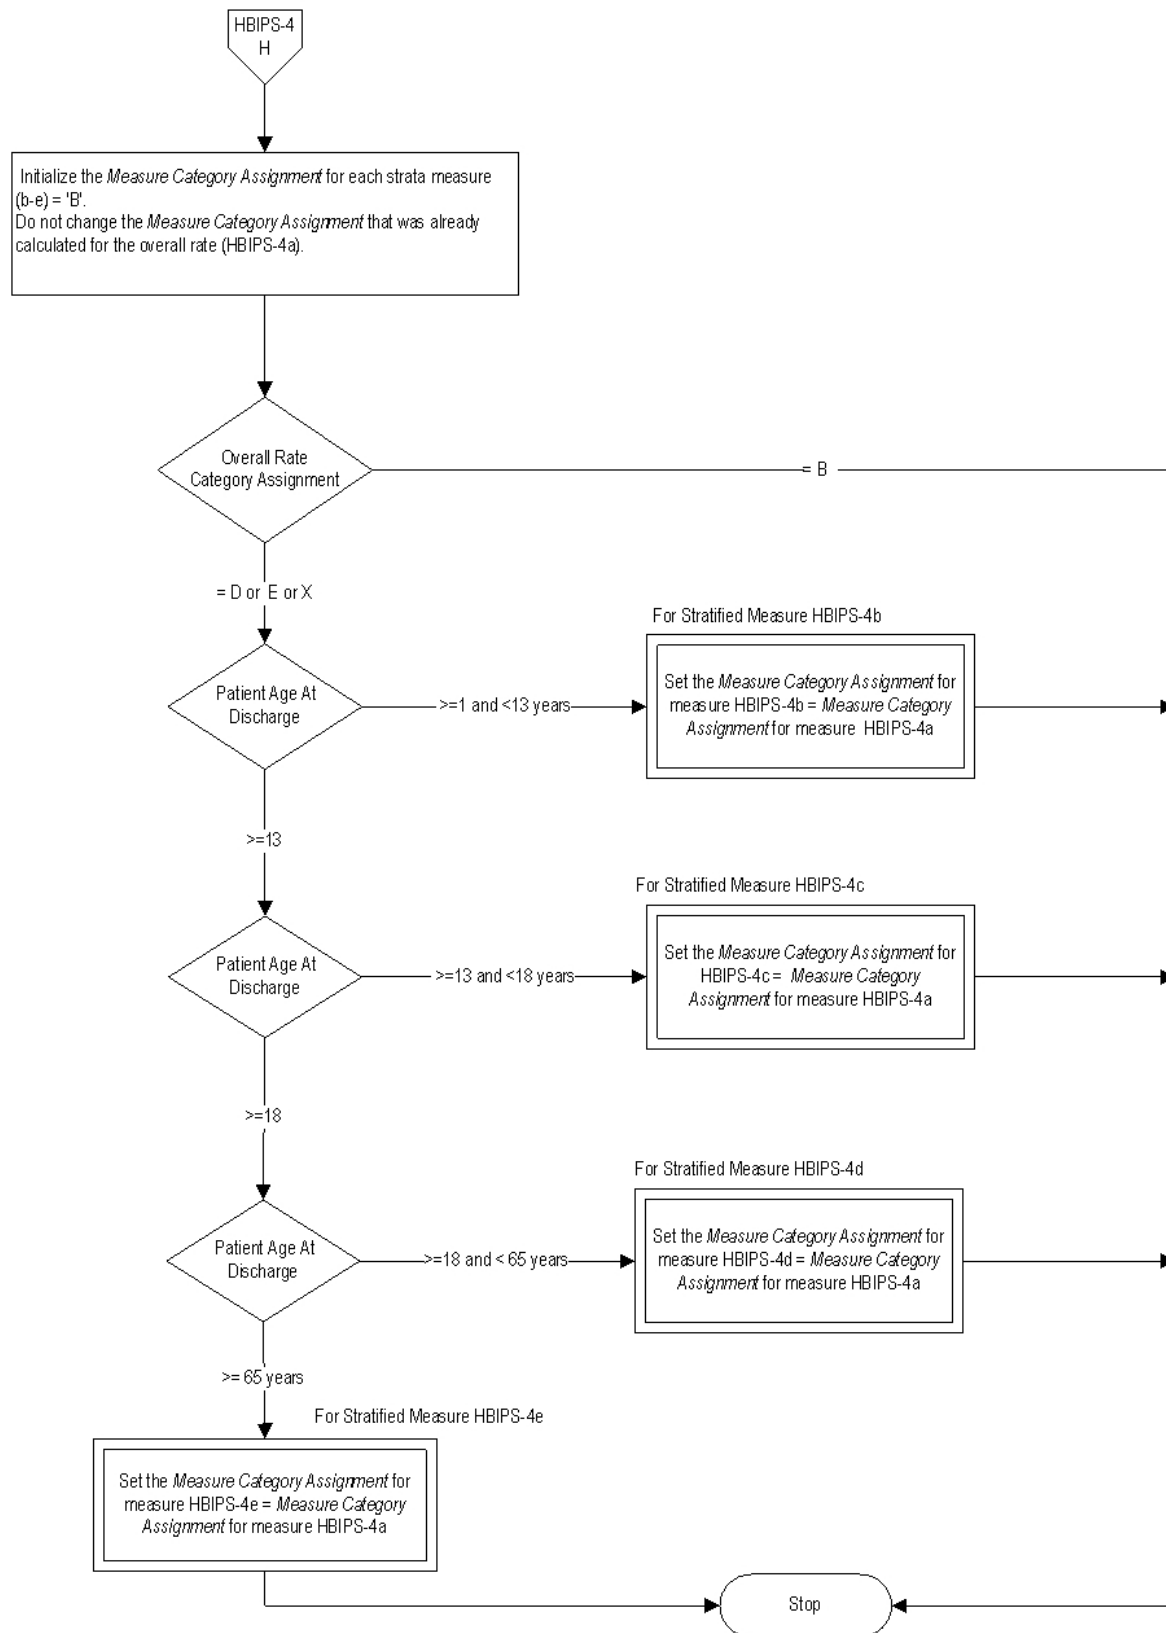 HBIPS-4
H
Initialize the Measure Category Assignment for each strata measure
(b-e) = 'B'.
Do not change the Measure Category Assignment that was already
calculated for the overall rate (HBIPS-4a).
Overall Rate
Category Assignment
= B
= D or E or X
For Stratified Measure HBIPS-4b
Patient Age At
Discharge
>=1 and <13 years
Set the Measure Category Assignment for
measure HBIPS-4b = Measure Category
Assignment for measure HBIPS-4a
>=13
For Stratified Measure HBIPS-4c
Patient Age At
Discharge
>=13 and <18 years
Set the Measure Category Assignment for
HBIPS-4c = Measure Category
Assignment for measure HBIPS-4a
>=18
For Stratified Measure HBIPS-4d
Patient Age At
Discharge
>=18 and < 65 years
Set the Measure Category Assignment for
measure HBIPS-4d = Measure Category
Assignment for measure HBIPS-4a
>= 65 years
For Stratified Measure HBIPS-4e
Set the Measure Category Assignment for
measure HBIPS-4e = Measure Category
Assignment for measure HBIPS-4a
Stop